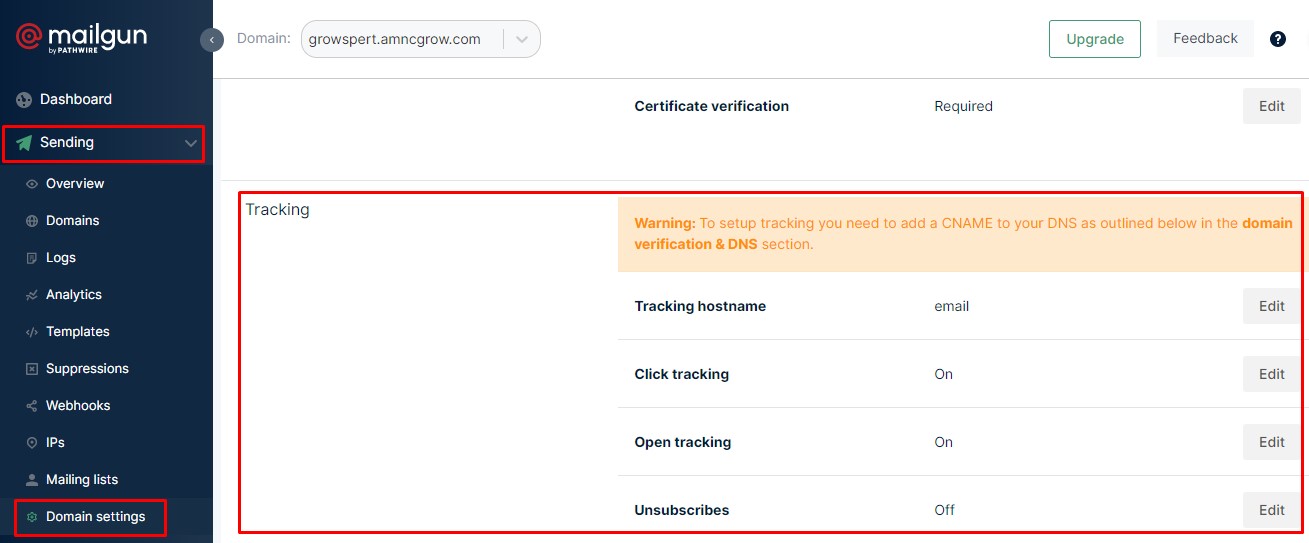 mailgun
by PATHWIRE
Domain: growspert.amncgrow.com
Upgrade
Feedback
?
Dashboard
Sending
Overview
Domains
Logs
Analytics
Templates
Suppressions
Webhooks
IPs
Mailing lists
Domain settings
Certificate verification Required Edit
Tracking
Warning: To setup tracking you need to add a CNAME to your DNS as outlined below in the domain
verification & DNS section.
Tracking hostname email Edit
Click tracking On Edit
Open tracking On Edit
Unsubscribes Off Edit